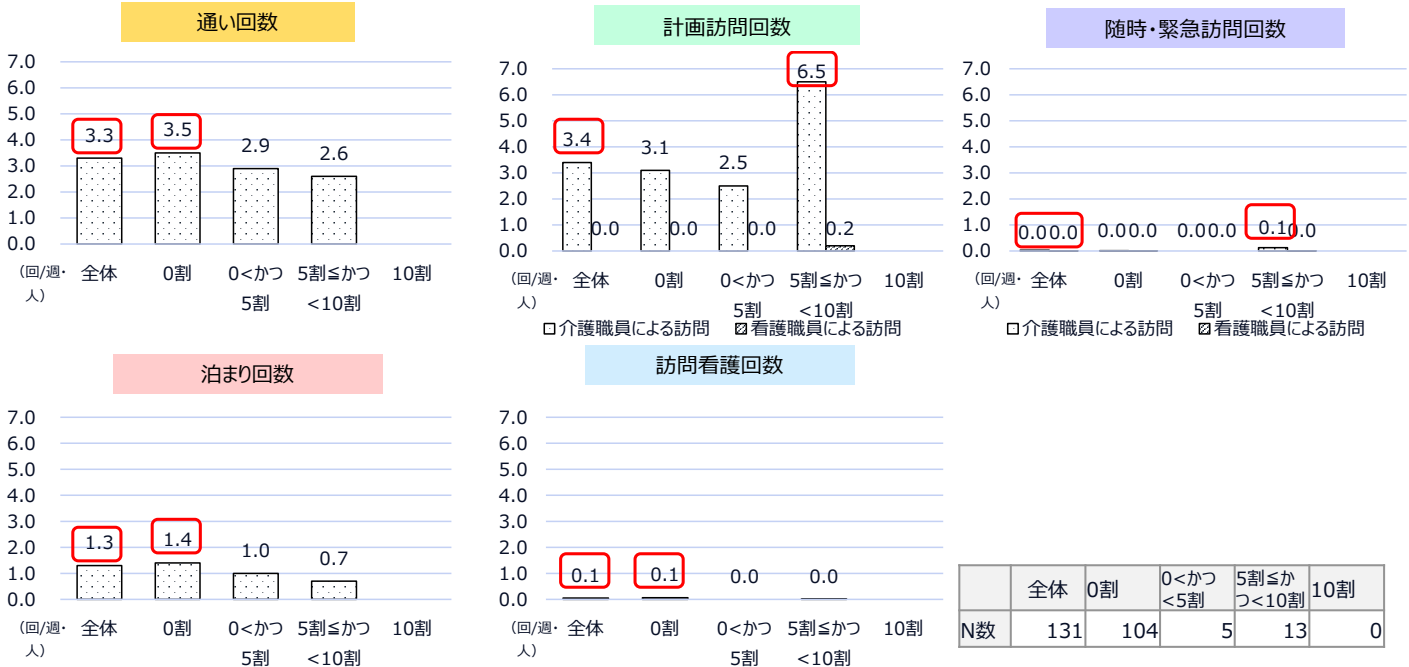 通い回数
7.0
6.0
5.0
4.0
3.0
2.0
1.0
0.0
3.3
3.5
2.9
2.6
(回/週・人)
全体
0割
0<かつ
5割
5割≦かつ
<10割
10割
計画訪問回数
7.0
6.0
5.0
4.0
3.0
2.0
1.0
0.0
3.4
0.0
3.1
0.0
2.5
0.0
6.5
0.2
(回/週・
人)
全体
0割
0<かつ
5割
5割≦かつ
<10割
10割
介護職員による訪問 看護職員による訪問
随時・緊急訪問回数
7.0
6.0
5.0
4.0
3.0
2.0
1.0
0.0
0.0 0.0
0.0 0.0
0.0 0.0
0.1 0.0
(回/週・
人)
全体
0割
0<かつ
5割
5割≦かつ
<10割
10割
介護職員による訪問 看護職員による訪問
泊まり回数
7.0
6.0
5.0
4.0
3.0
2.0
1.0
0.0
1.3
1.4
1.0
0.7
(回/週・
人)
全体
0割
0<かつ
5割
5割≦かつ
<10割
10割
訪問看護回数
7.0
6.0
5.0
4.0
3.0
2.0
1.0
0.0
0.1
0.1
0.0
0.0
(回/週・
人)
全体
0割
0<かつ
5割
5割≦かつ
<10割
10割
全体
0割
0<かつ
<5割
5割≦か
つ<10割
10割
N数 131 104 5 13 0